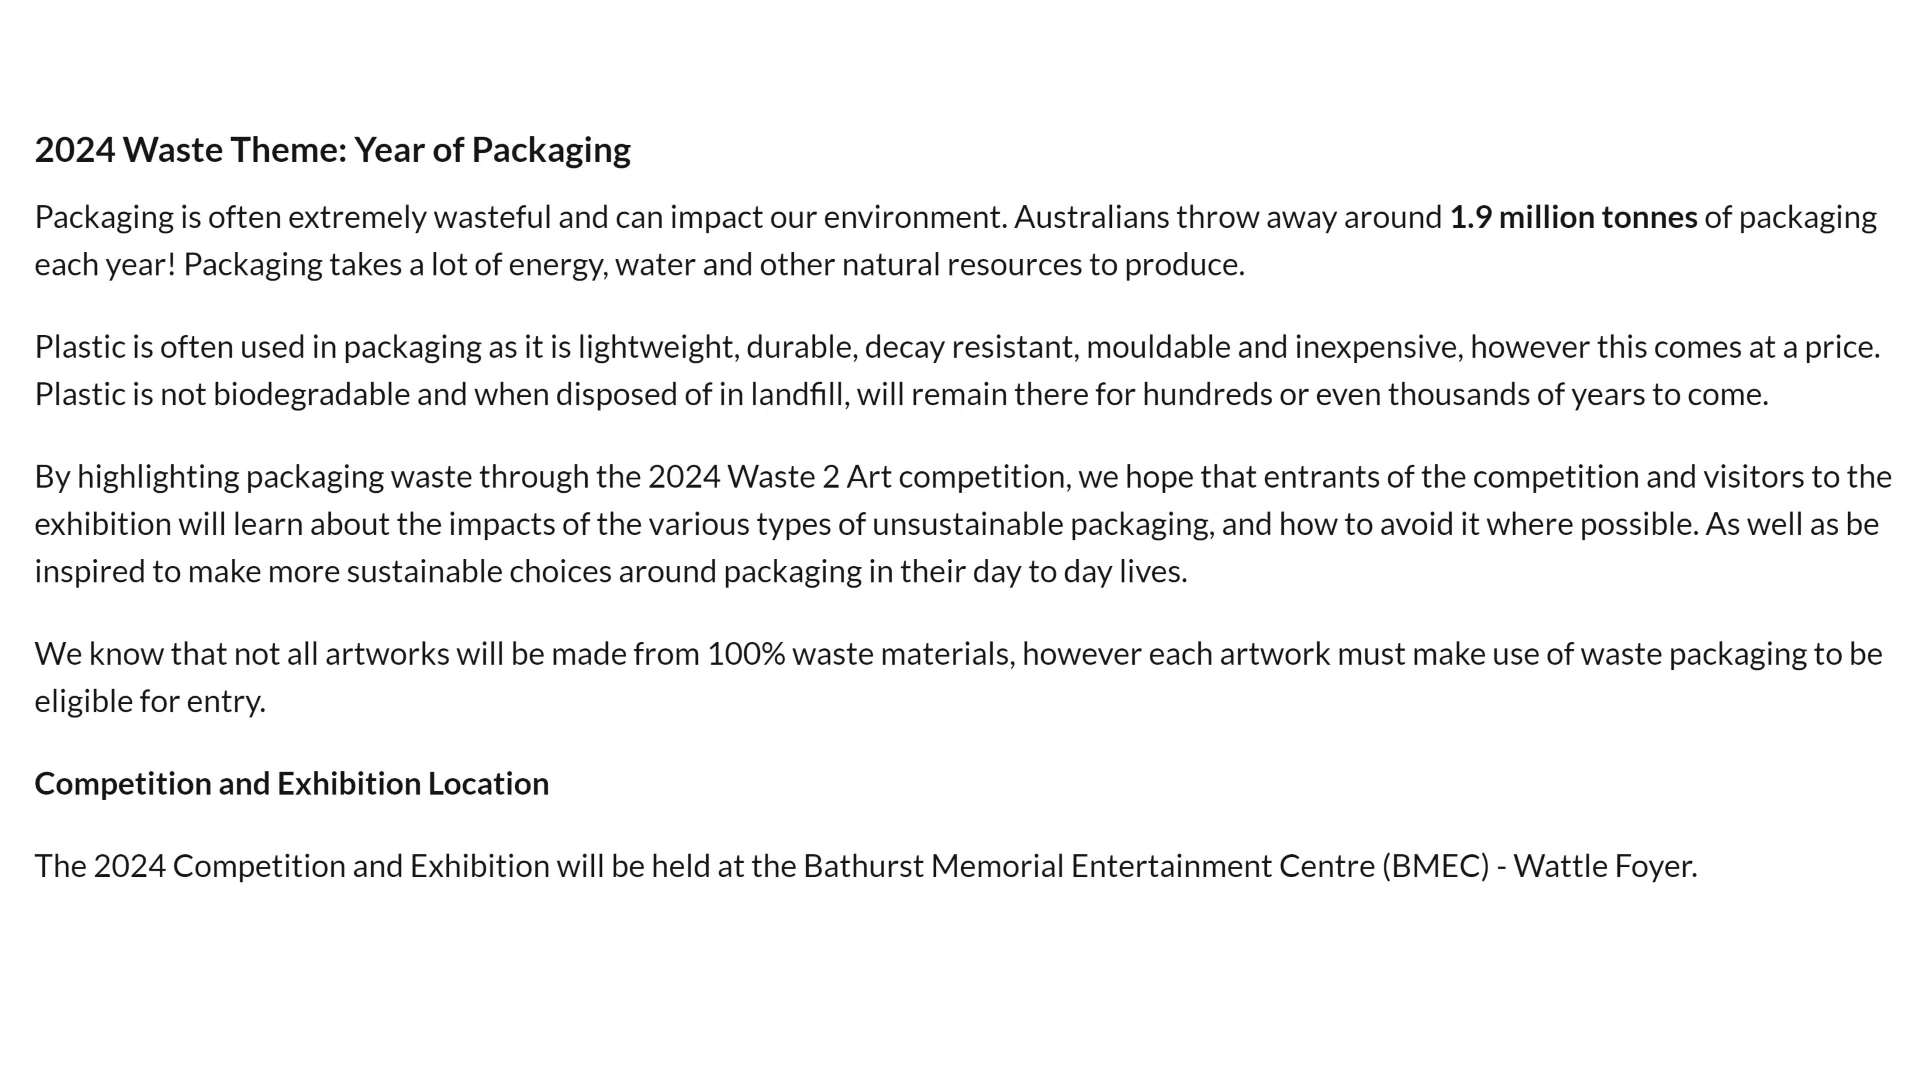 2024 Waste Theme: Year of Packaging
Packaging is often extremely wasteful and can impact our environment. Australians throw away around 1.9 million tonnes of packaging
each year! Packaging takes a lot of energy, water and other natural resources to produce.
Plastic is often used in packaging as it is lightweight, durable, decay resistant, mouldable and inexpensive, however this comes at a price.
Plastic is not biodegradable and when disposed of in landfill, will remain there for hundreds or even thousands of years to come.
By highlighting packaging waste through the 2024 Waste 2 Art competition, we hope that entrants of the competition and visitors to the
exhibition will learn about the impacts of the various types of unsustainable packaging, and how to avoid it where possible. As well as be
inspired to make more sustainable choices around packaging in their day to day lives.
We know that not all artworks will be made from 100% waste materials, however each artwork must make use of waste packaging to be
eligible for entry.
Competition and Exhibition Location
The 2024 Competition and Exhibition will be held at the Bathurst Memorial Entertainment Centre (BMEC) - Wattle Foyer.